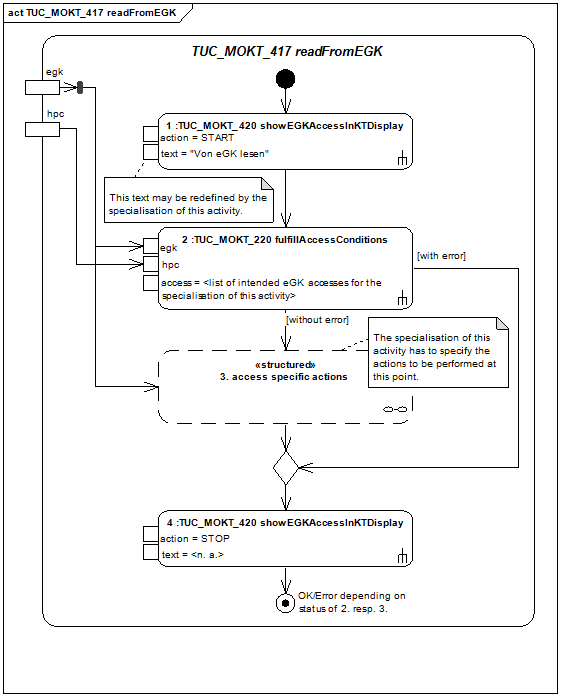 act TUC_MOKT_417 readFromEGK
TUC_MOKT_417 readFromEGK
egk
hpc
1 :TUC_MOKT_420 showEGKAccessInKTDisplay
action = START
text = "Von eGK lesen"
This text may be redefined by the
specialisation of this activity.
2 :TUC_MOKT_220 fulfillAccessConditions
egk
hpc
access = <list of intended eGK accesses for the
specialisation of this activity>
[with error]
[without error]
The specialisation of this
activity has to specify the
actions to be performed at
this point.
«structured»
3. access specific actions
4 :TUC_MOKT_420 showEGKAccessInKTDisplay
action = STOP
text = <n. a.>
OK/Error depending on
status of 2. resp. 3.